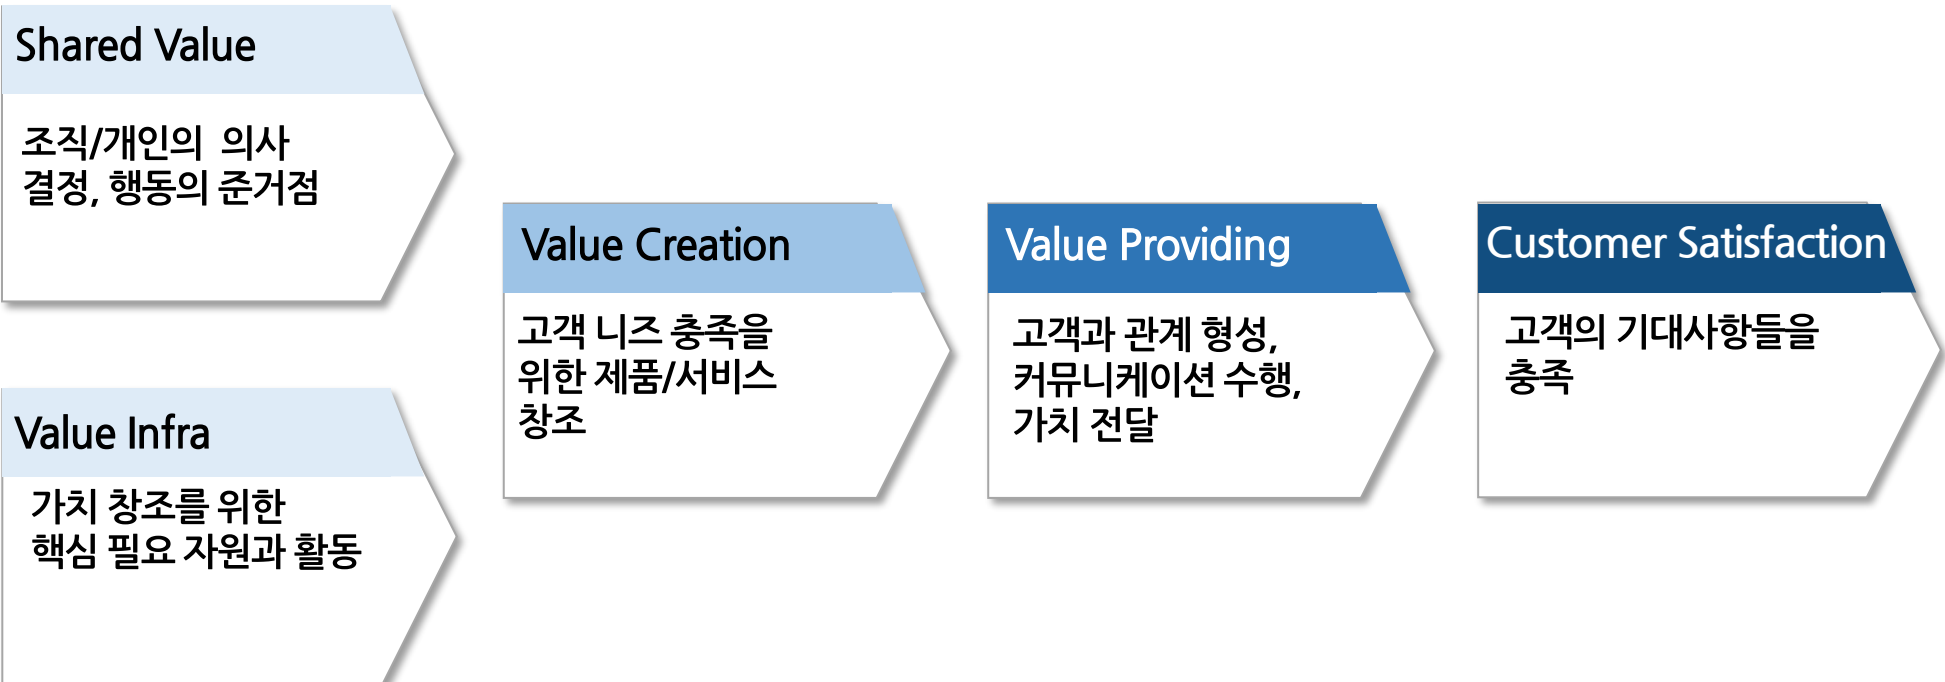 Shared Value
조직/개인의 의사
결정, 행동의 준거점
Value Infra
가치 창조를 위한
핵심 필요 자원과 활동
Value Creation
고객 니즈 충족을
위한 제품/서비스
창조
Value Providing
고객과 관계 형성,
커뮤니케이션 수행,
가치 전달
Customer Satisfaction
고객의 기대사항들을
충족